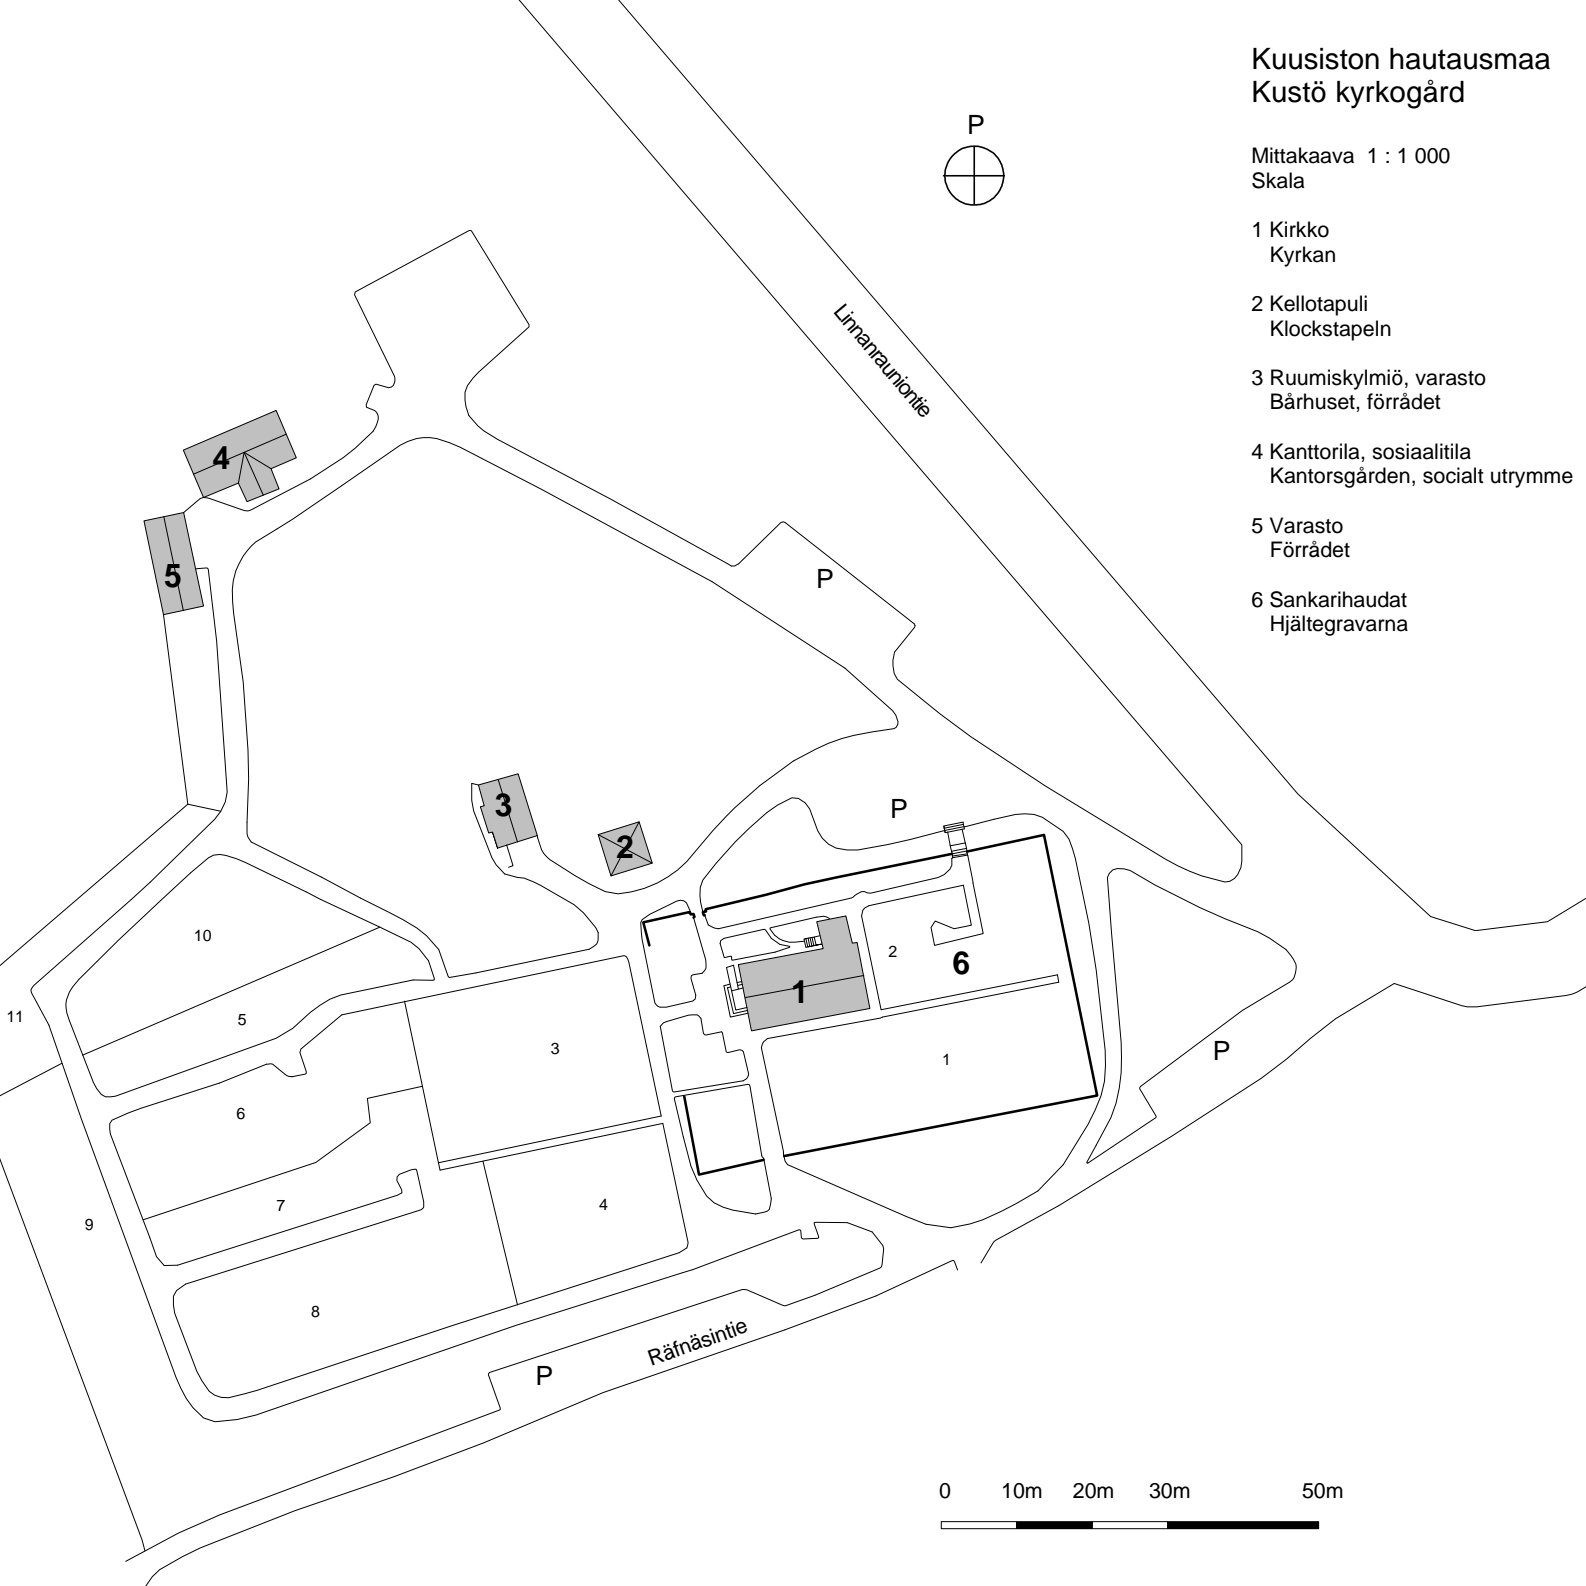 Kuusiston hautausmaa
Kustö kyrkogård
Mittakaava 1 : 1 000
Skala
1 Kirkko
Kyrkan
2 Kellotapuli
Klockstapeln
3 Ruumiskylmiö, varasto
Bårhuset, förrådet
4 Kanttorila, sosiaalitila
Kantorsgården, socialt utrymme
5 Varasto
Förrådet
6 Sankarihaudat
Hjältegravarna
P
Linnanrauniontie
4
5
P
3
2
P
10
2
6
1
11
5
3
1
P
6
7
4
9
8
Räfnäsintie
P
0 10m 20m 30m 50m